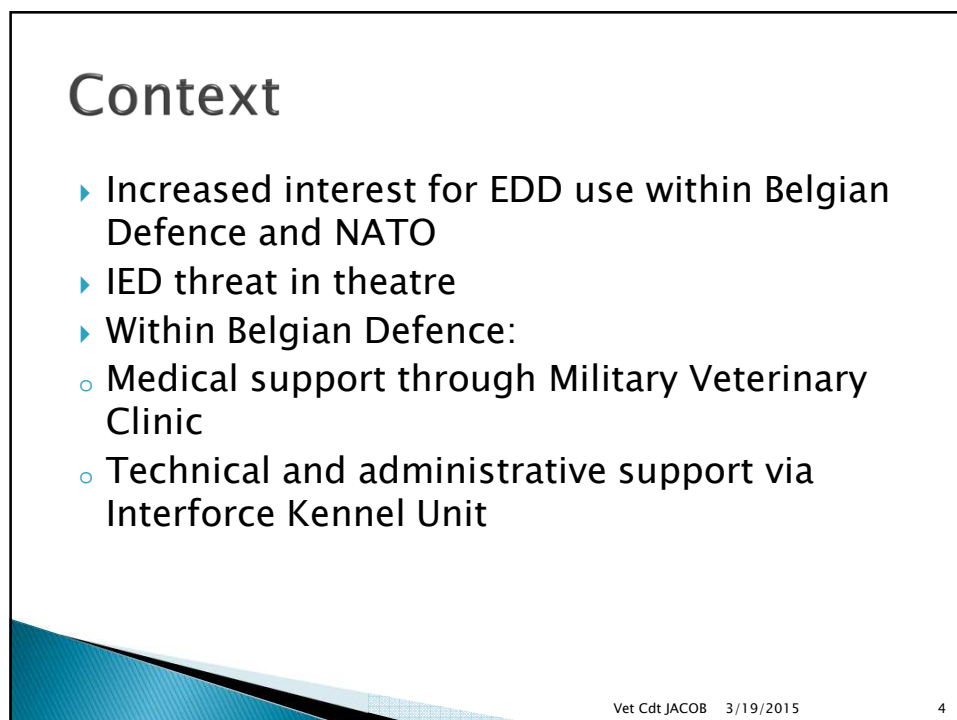 Context
Increased interest for EDD use within Belgian
Defence and NATO
IED threat in theatre
Within Belgian Defence:
Medical support through Military Veterinary
Clinic
Technical and administrative support via
Interforce Kennel Unit
Vet Cdt JACOB 3/19/2015 4